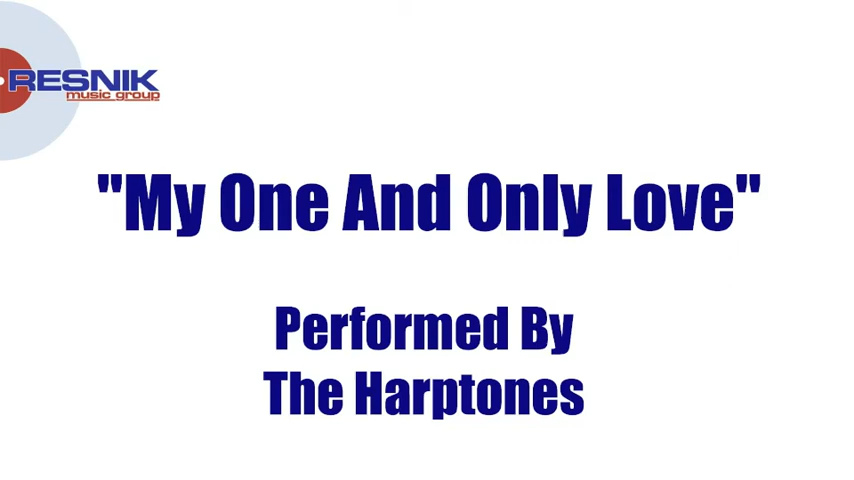 RESNIK
music group
"My One And Only Love"
Performed By
The Harptones